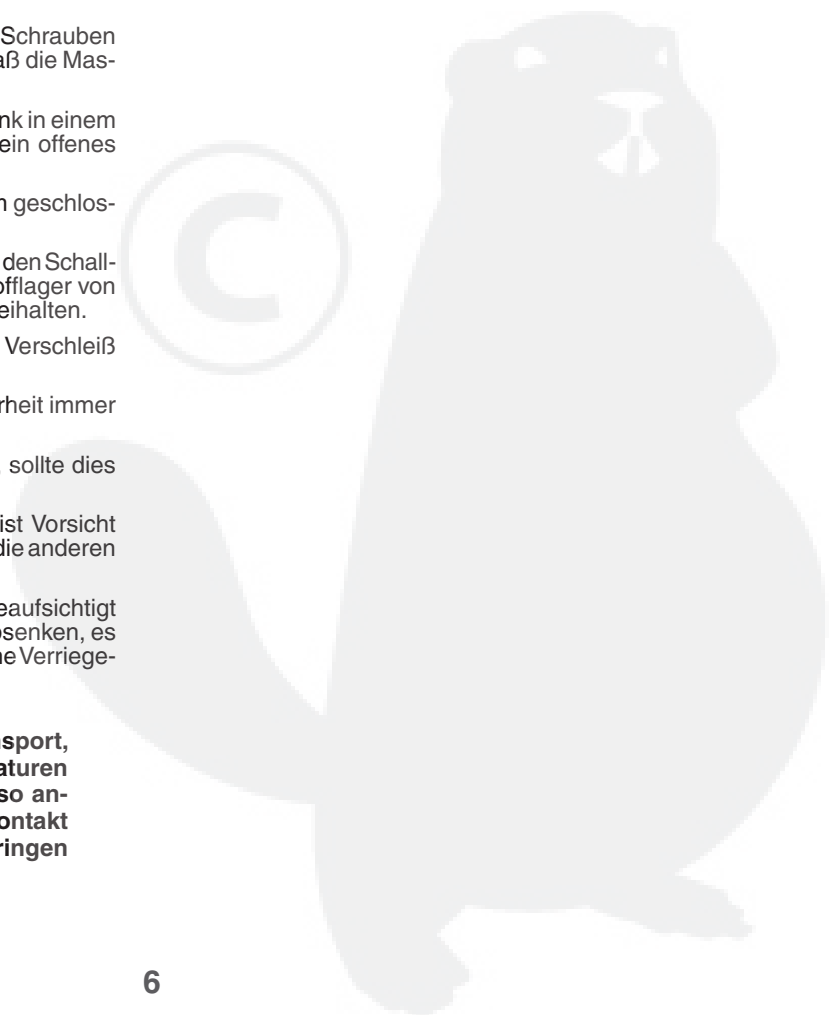 Schrauben
aß die Mas-
nk in einem
ein offenes
n geschlos-
den Schall-
offlager von
eihalten.
Verschleiß
rheit immer
sollte dies
ist Vorsicht
die anderen
eaufsichtigt
osenken, es
ne Verriege-
nsport,
aturen
so an-
ontakt
ringen
©
6